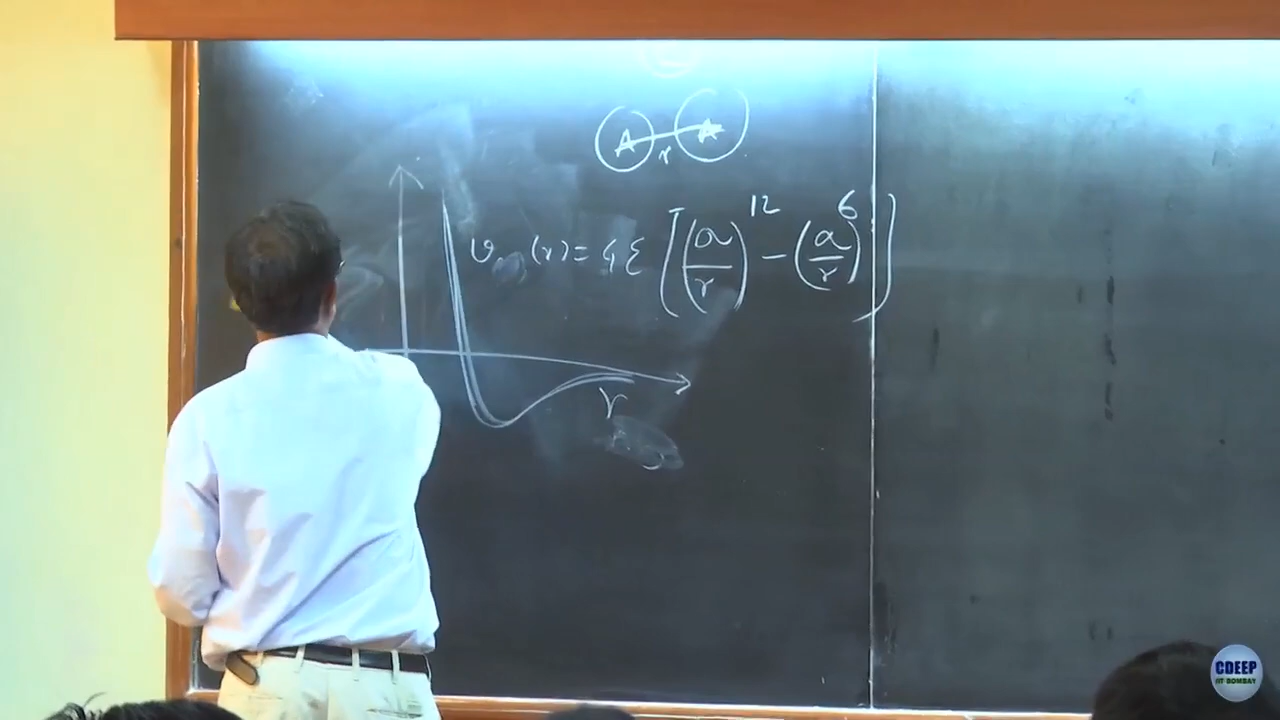 A A
r
v (r) = 4ε [(σ/r)^12 − (σ/r)^6]
r
CDEEP
IIT BOMBAY